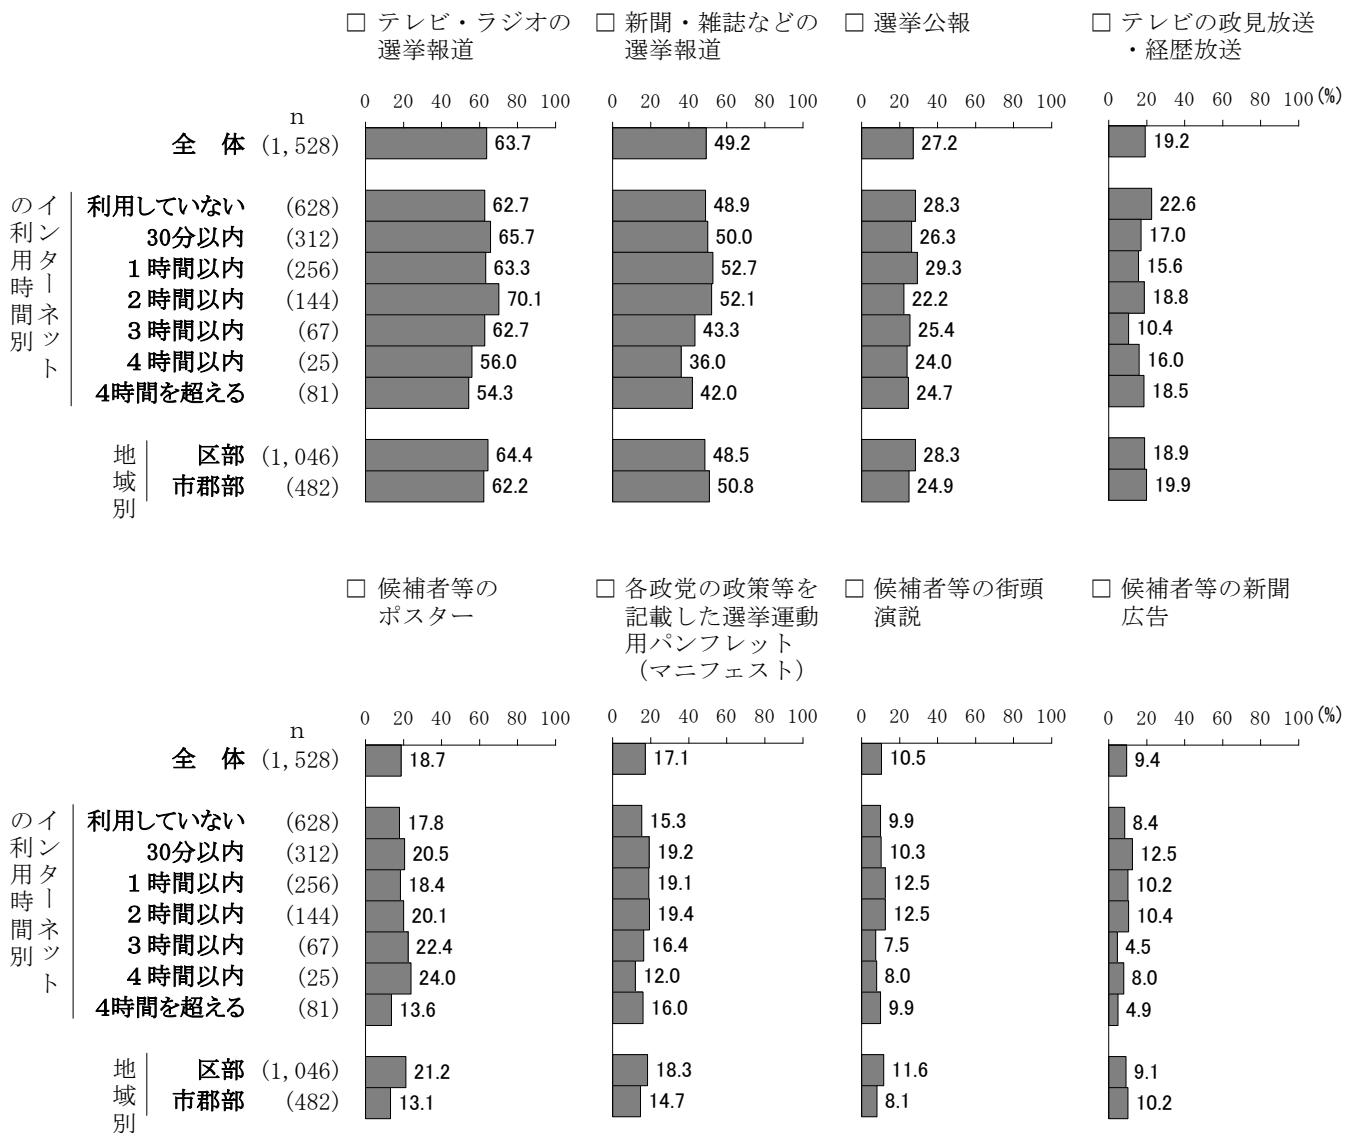 □ テレビ・ラジオの選挙報道
□ 新聞・雑誌などの選挙報道
□ 選挙公報
□ テレビの政見放送・経歴放送
0 20 40 60 80 100 0 20 40 60 80 100 0 20 40 60 80 100 0 20 40 60 80 100(%)
n
全 体 (1,528) 63.7 49.2 27.2 19.2
インターネットの利用時間別
利用していない (628) 62.7 48.9 28.3 22.6
30分以内 (312) 65.7 50.0 26.3 17.0
1時間以内 (256) 63.3 52.7 29.3 15.6
2時間以内 (144) 70.1 52.1 22.2 18.8
3時間以内 (67) 62.7 43.3 25.4 10.4
4時間以内 (25) 56.0 36.0 24.0 16.0
4時間を超える (81) 54.3 42.0 24.7 18.5
地域別
区部 (1,046) 64.4 48.5 28.3 18.9
市郡部 (482) 62.2 50.8 24.9 19.9
□ 候補者等のポスター
□ 各政党の政策等を記載した選挙運動用パンフレット(マニフェスト)
□ 候補者等の街頭演説
□ 候補者等の新聞広告
0 20 40 60 80 100 0 20 40 60 80 100 0 20 40 60 80 100 0 20 40 60 80 100(%)
n
全 体 (1,528) 18.7 17.1 10.5 9.4
インターネットの利用時間別
利用していない (628) 17.8 15.3 9.9 8.4
30分以内 (312) 20.5 19.2 10.3 12.5
1時間以内 (256) 18.4 19.1 12.5 10.2
2時間以内 (144) 20.1 19.4 12.5 10.4
3時間以内 (67) 22.4 16.4 7.5 4.5
4時間以内 (25) 24.0 12.0 8.0 8.0
4時間を超える (81) 13.6 16.0 9.9 4.9
地域別
区部 (1,046) 21.2 18.3 11.6 9.1
市郡部 (482) 13.1 14.7 8.1 10.2